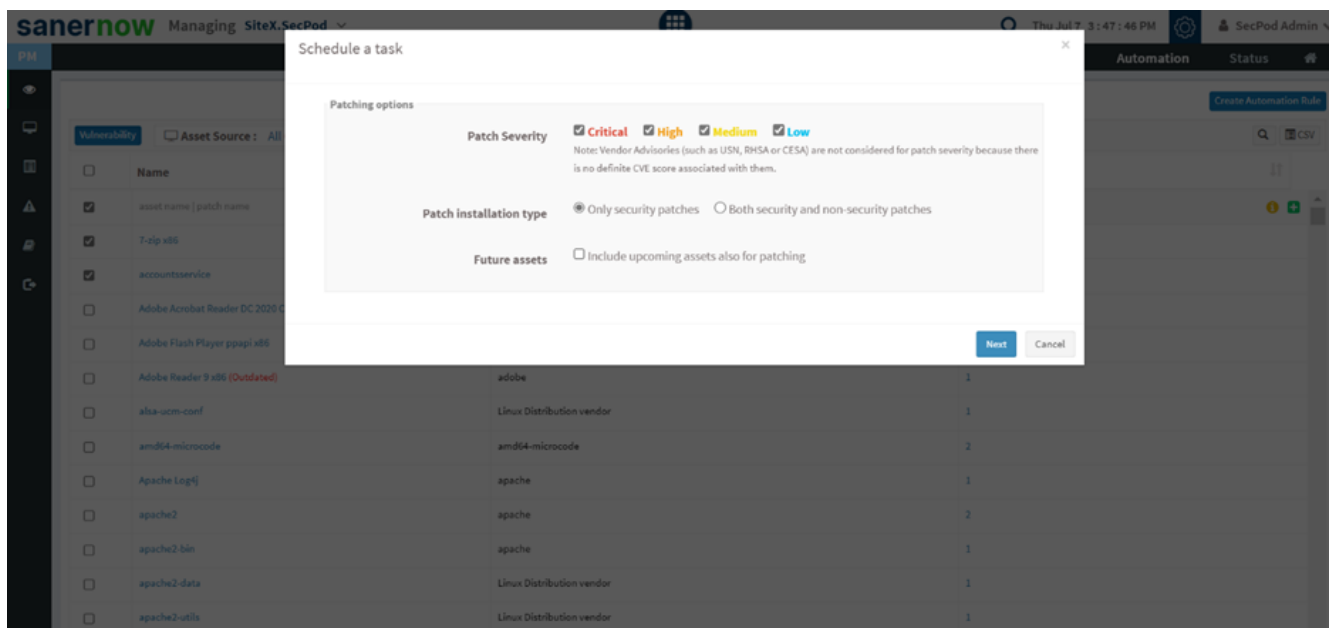 sanernow Managing SiteX.SecPod Thu Jul 7 3:47:46 PM SecPod Admin
PM Schedule a task × Automation Status
Create Automation Rule
Patching options
Vulnerability Asset Source : All CSV
Patch Severity Critical High Medium Low
Note: Vendor Advisories (such as USN, RHSA or CESA) are not considered for patch severity because there
is no definite CVE score associated with them.
Name
asset name | patch name
Patch installation type Only security patches Both security and non-security patches
7-zip x86
Future assets Include upcoming assets also for patching
accountsservice
Adobe Acrobat Reader DC 2020 C
Adobe Flash Player ppapi x86
Next Cancel
Adobe Reader 9 x86 (Outdated) adobe 1
alsa-ucm-conf Linux Distribution vendor 1
amd64-microcode amd64-microcode 2
Apache Log4j apache 1
apache2 apache 2
apache2-bin apache 1
apache2-data Linux Distribution vendor 1
apache2-utils Linux Distribution vendor 1